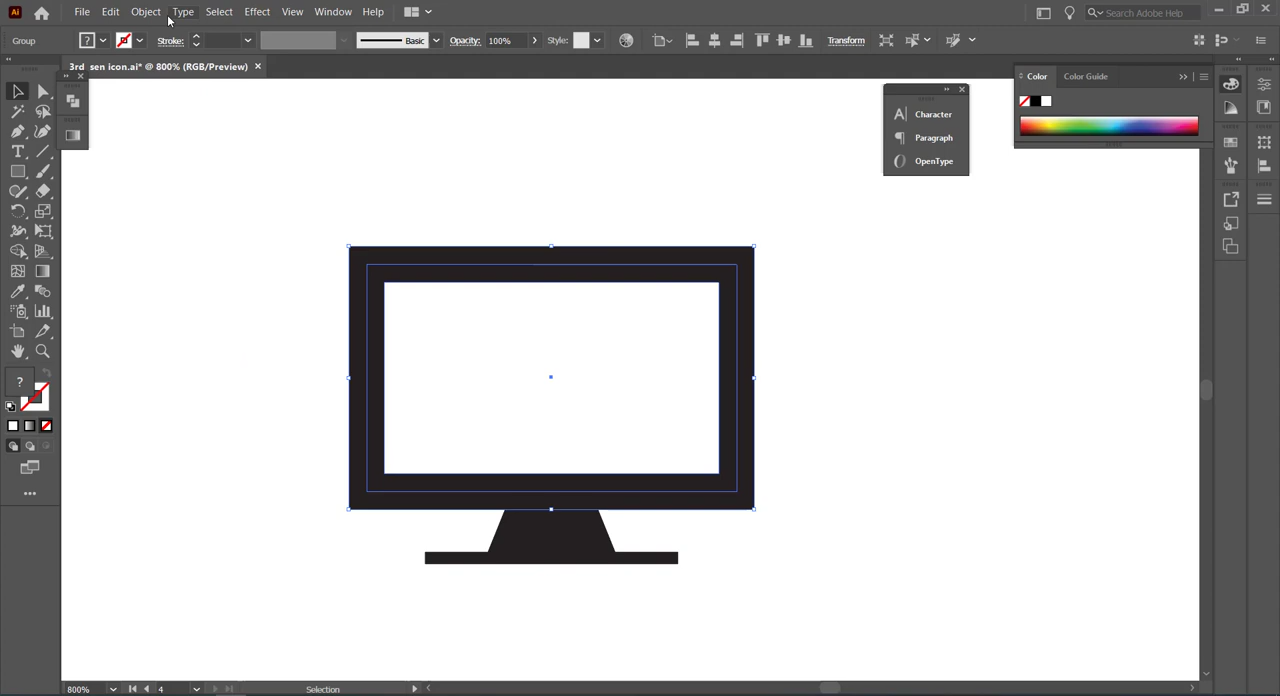 Ai File Edit Object Type Select Effect View Window Help Search Adobe Help
Group ? Stroke: Basic Opacity: 100% Style: Transform
3rd sen icon.ai* @ 800% (RGB/Preview)
Color Color Guide
A Character
¶ Paragraph
O OpenType
T
?
800% 4 Selection